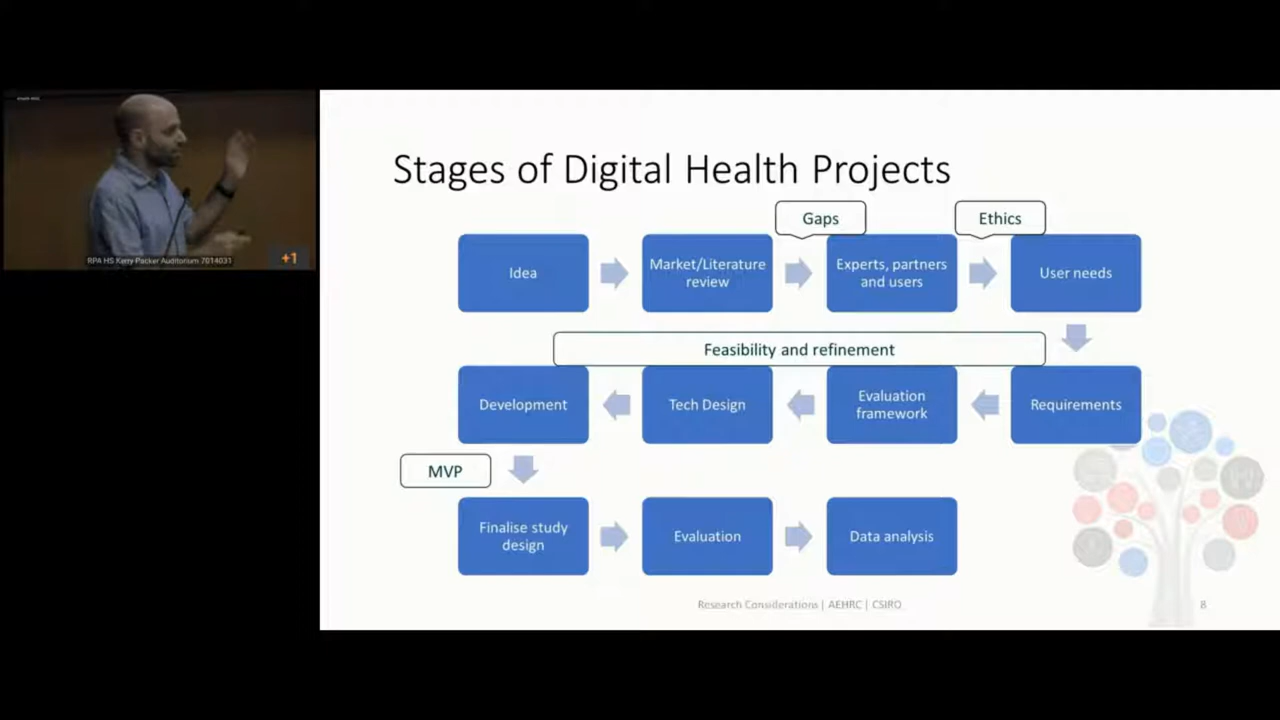 Stages of Digital Health Projects
Gaps
Ethics
Idea
Market/Literature
review
Experts, partners
and users
User needs
Feasibility and refinement
Development
Tech Design
Evaluation
framework
Requirements
MVP
Finalise study
design
Evaluation
Data analysis
Research Considerations | AEHRC | CSIRO
8
RPA HS Kerry Packer Auditorium 7014031
+1